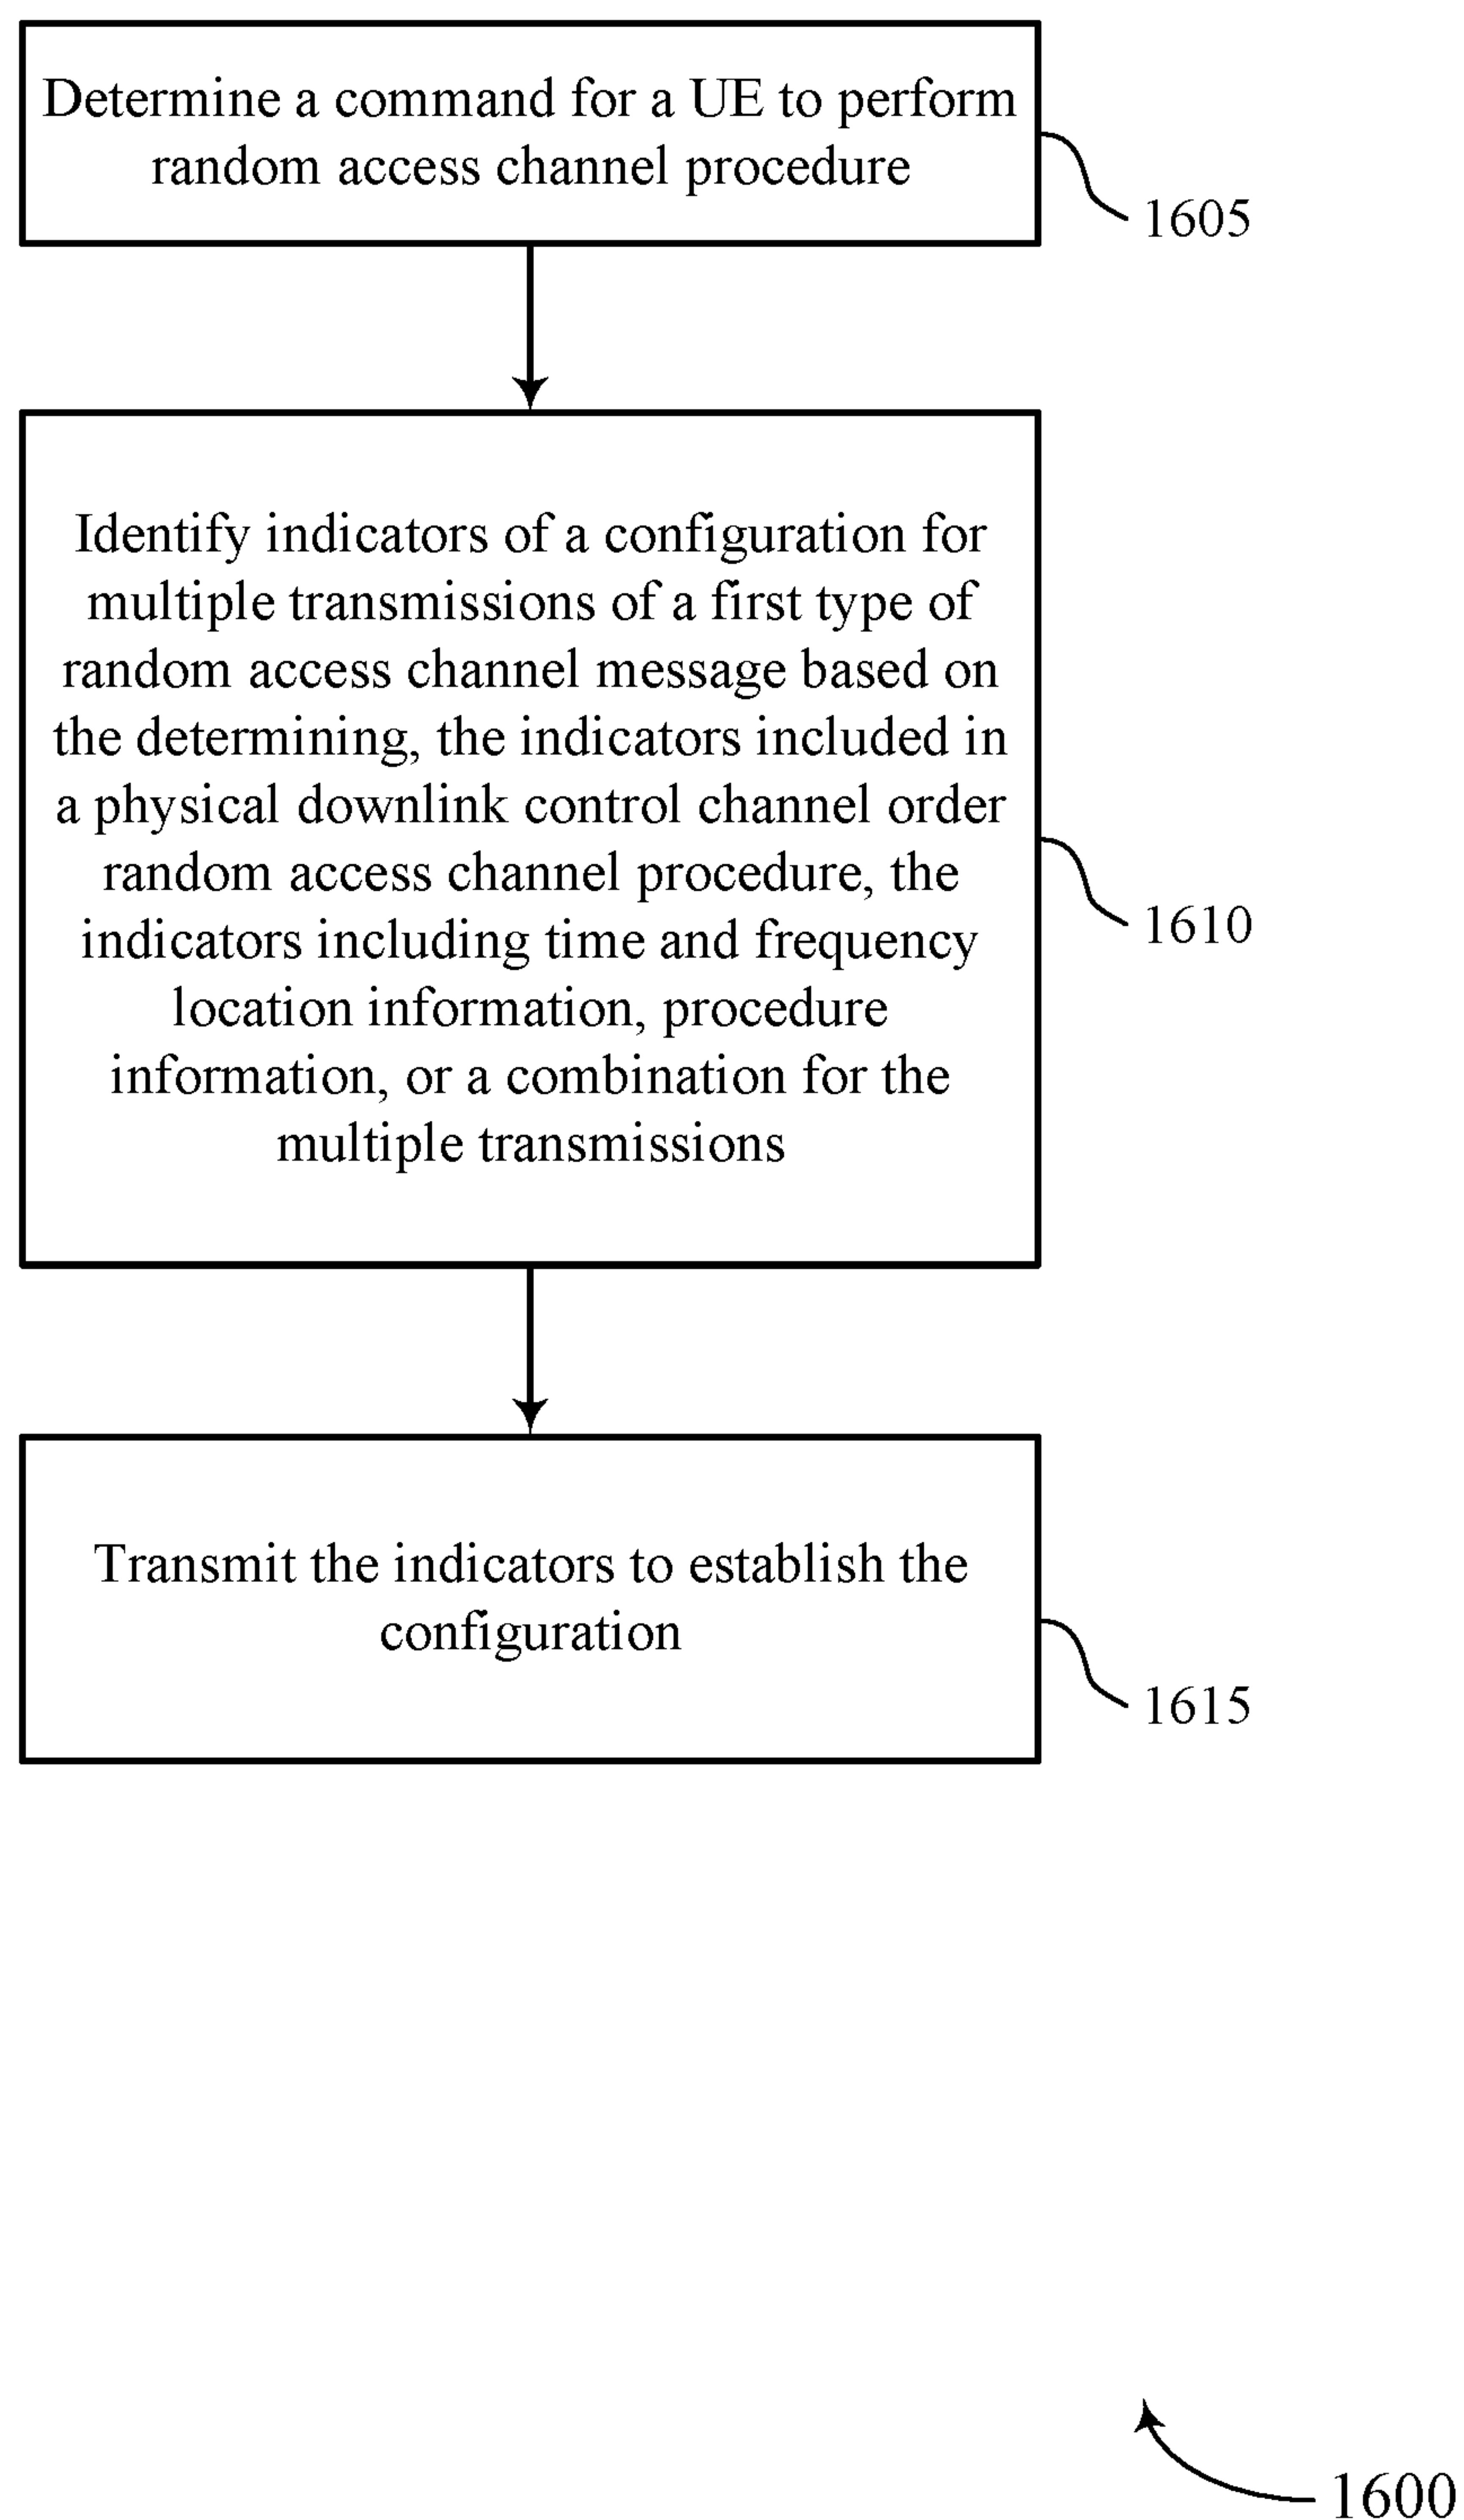 Determine a command for a UE to perform
random access channel procedure
1605
Identify indicators of a configuration for
multiple transmissions of a first type of
random access channel message based on
the determining, the indicators included in
a physical downlink control channel order
random access channel procedure, the
indicators including time and frequency
location information, procedure
information, or a combination for the
multiple transmissions
1610
Transmit the indicators to establish the
configuration
1615
1600